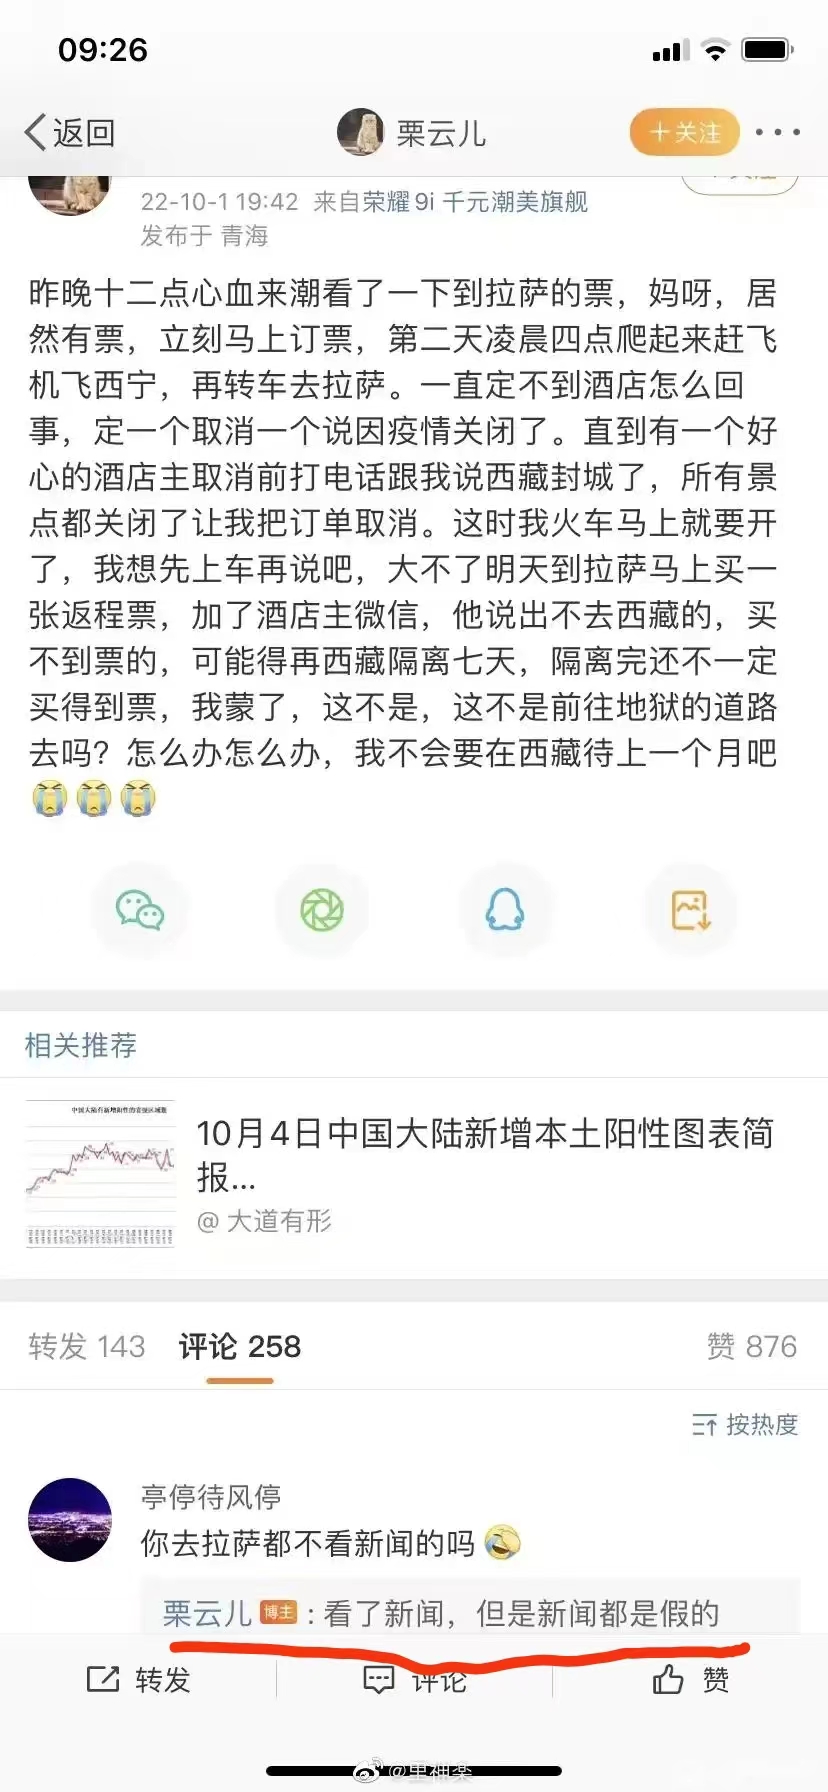 09:26
返回
栗云儿
+关注
22-10-1 19:42 来自荣耀9i 千元潮美旗舰
发布于 青海
昨晚十二点心血来潮看了一下到拉萨的票，妈呀，居
然有票，立刻马上订票，第二天凌晨四点爬起来赶飞
机飞西宁，再转车去拉萨。一直定不到酒店怎么回
事，定一个取消一个说因疫情关闭了。直到有一个好
心的酒店主取消前打电话跟我说西藏封城了，所有景
点都关闭了让我把订单取消。这时我火车马上就要开
了，我想先上车再说吧，大不了明天到拉萨马上买一
张返程票，加了酒店主微信，他说出不去西藏的，买
不到票的，可能得再西藏隔离七天，隔离完还不一定
买得到票，我蒙了，这不是，这不是前往地狱的道路
去吗？怎么办怎么办，我不会要在西藏待上一个月吧
相关推荐
10月4日中国大陆新增本土阳性图表简
报...
@ 大道有形
转发 143 评论 258 赞 876
按热度
亭停待风停
你去拉萨都不看新闻的吗
栗云儿 博主：看了新闻，但是新闻都是假的
转发 评论 赞
@里神楽